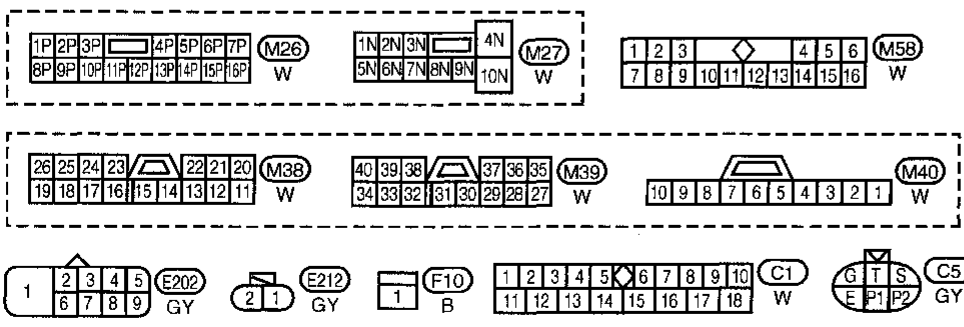 1P 2P 3P 4P 5P 6P 7P M26
8P 9P 10P 11P 12P 13P 14P 15P 16P W
1N 2N 3N 4N M27
5N 6N 7N 8N 9N 10N W
1 2 3 4 5 6 M58
7 8 9 10 11 12 13 14 15 16 W
26 25 24 23 22 21 20 M38
19 18 17 16 15 14 13 12 11 W
40 39 38 37 36 35 M39
34 33 32 31 30 29 28 27 W
10 9 8 7 6 5 4 3 2 1 M40
W
1 2 3 4 5 E202
6 7 8 9 GY
2 1 E212
GY
1 F10
B
1 2 3 4 5 6 7 8 9 10 C1
11 12 13 14 15 16 17 18 W
G T S C5
E P1 P2 GY